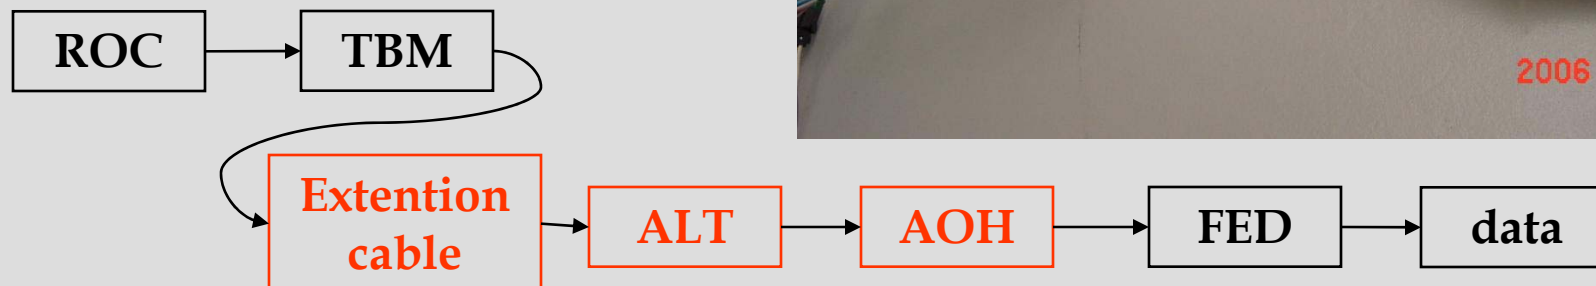 ROC
TBM
2006
Extention
cable
ALT
AOH
FED
data